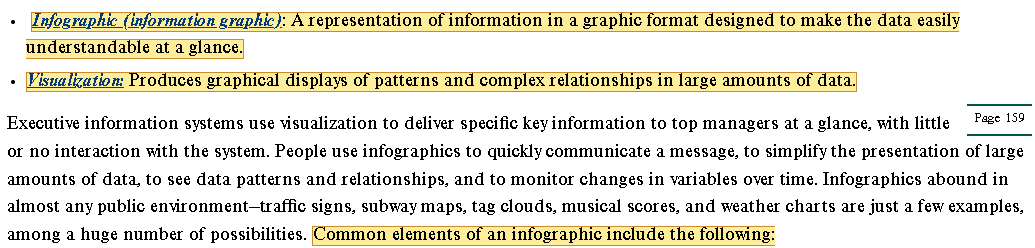 • Infographic (information graphic): A representation of information in a graphic format designed to make the data easily
understandable at a glance.
• Visualization: Produces graphical displays of patterns and complex relationships in large amounts of data.
Executive information systems use visualization to deliver specific key information to top managers at a glance, with little
Page 159
or no interaction with the system. People use infographics to quickly communicate a message, to simplify the presentation of large
amounts of data, to see data patterns and relationships, and to monitor changes in variables over time. Infographics abound in
almost any public environment—traffic signs, subway maps, tag clouds, musical scores, and weather charts are just a few examples,
among a huge number of possibilities. Common elements of an infographic include the following: